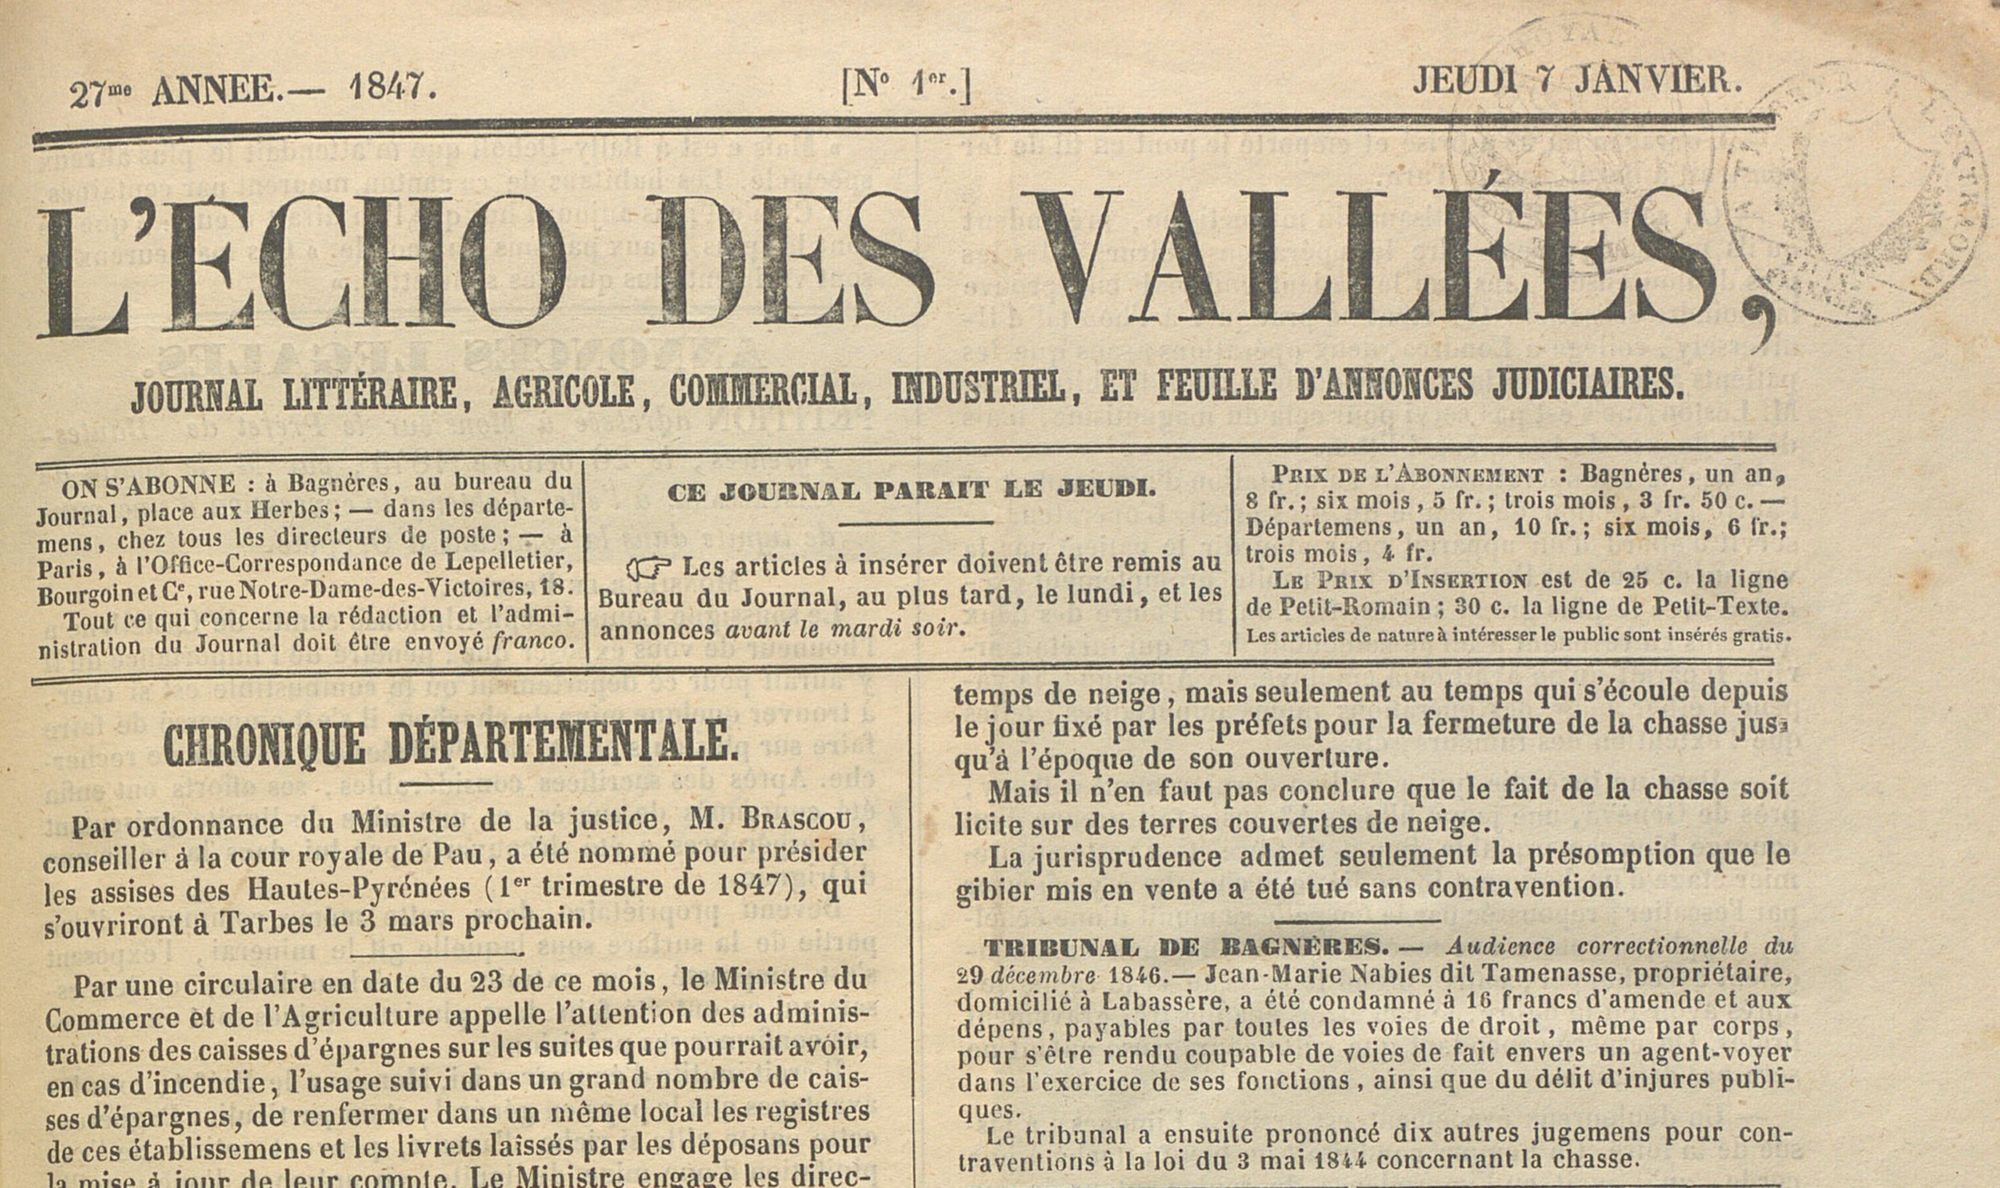 27me ANNEE.— 1847.
[No 1er.]
JEUDI 7 JANVIER.
L'ÉCHO DES VALLÉES,
JOURNAL LITTÉRAIRE, AGRICOLE, COMMERCIAL, INDUSTRIEL, ET FEUILLE D'ANNONCES JUDICIAIRES.
ON S'ABONNE : à Bagnères, au bureau du
Journal, place aux Herbes; — dans les départe-
mens, chez tous les directeurs de poste; — à
Paris, à l'Office-Correspondance de Lepelletier,
Bourgoin et Ce, rue Notre-Dame-des-Victoires, 18.
Tout ce qui concerne la rédaction et l'admi-
nistration du Journal doit être envoyé franco.
CE JOURNAL PARAIT LE JEUDI.
☞ Les articles à insérer doivent être remis au
Bureau du Journal, au plus tard, le lundi, et les
annonces avant le mardi soir.
PRIX DE L'ABONNEMENT : Bagnères, un an,
8 fr.; six mois, 5 fr.; trois mois, 3 fr. 50 c. —
Départemens, un an, 10 fr.; six mois, 6 fr.;
trois mois, 4 fr.
LE PRIX D'INSERTION est de 25 c. la ligne
de Petit-Romain; 30 c. la ligne de Petit-Texte.
Les articles de nature à intéresser le public sont insérés gratis.
CHRONIQUE DÉPARTEMENTALE.
Par ordonnance du Ministre de la justice, M. BRASCOU,
conseiller à la cour royale de Pau, a été nommé pour présider
les assises des Hautes-Pyrénées (1er trimestre de 1847), qui
s'ouvriront à Tarbes le 3 mars prochain.
Par une circulaire en date du 23 de ce mois, le Ministre du
Commerce et de l'Agriculture appelle l'attention des adminis-
trations des caisses d'épargnes sur les suites que pourrait avoir,
en cas d'incendie, l'usage suivi dans un grand nombre de cais-
ses d'épargnes, de renfermer dans un même local les registres
de ces établissemens et les livrets laissés par les déposans pour
la mise à jour de leur compte. Le Ministre engage les direc-
temps de neige, mais seulement au temps qui s'écoule depuis
le jour fixé par les préfets pour la fermeture de la chasse jus-
qu'à l'époque de son ouverture.
Mais il n'en faut pas conclure que le fait de la chasse soit
licite sur des terres couvertes de neige.
La jurisprudence admet seulement la présomption que le
gibier mis en vente a été tué sans contravention.
TRIBUNAL DE BAGNÈRES. — Audience correctionnelle du
29 décembre 1846.— Jean-Marie Nabies dit Tamenasse, propriétaire,
domicilié à Labassère, a été condamné à 16 francs d'amende et aux
dépens, payables par toutes les voies de droit, même par corps,
pour s'être rendu coupable de voies de fait envers un agent-voyer
dans l'exercice de ses fonctions, ainsi que du délit d'injures publi-
ques.
Le tribunal a ensuite prononcé dix autres jugemens pour con-
traventions à la loi du 3 mai 1844 concernant la chasse.